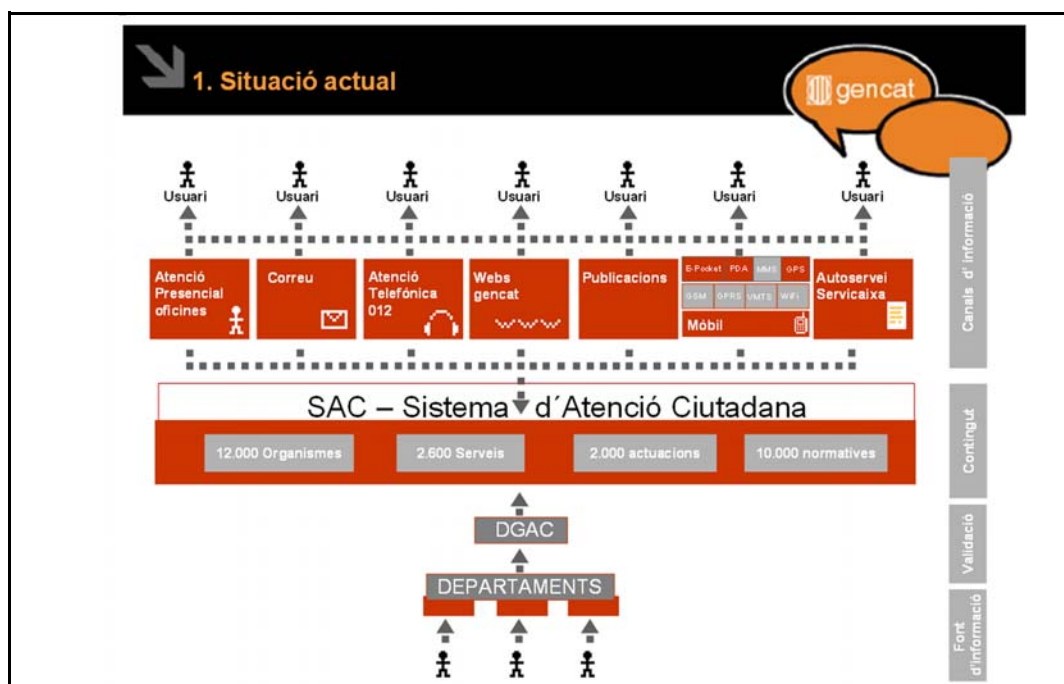 1. Situació actual
gencat
Usuari
Usuari
Usuari
Usuari
Usuari
Usuari
Usuari
Atenció
Presencial
oficines
Correu
Atenció
Telefónica
012
Webs
gencat
Publicacions
E-Pocket PDA MMS GPS
GSM GPRS VMTS WiFi
Móbil
Autoservei
Servicaixa
Canals d' informació
SAC – Sistema d´Atenció Ciutadana
12.000 Organismes
2.600 Serveis
2.000 actuacions
10.000 normatives
Contingut
DGAC
Validació
DEPARTAMENTS
Font
d'informació